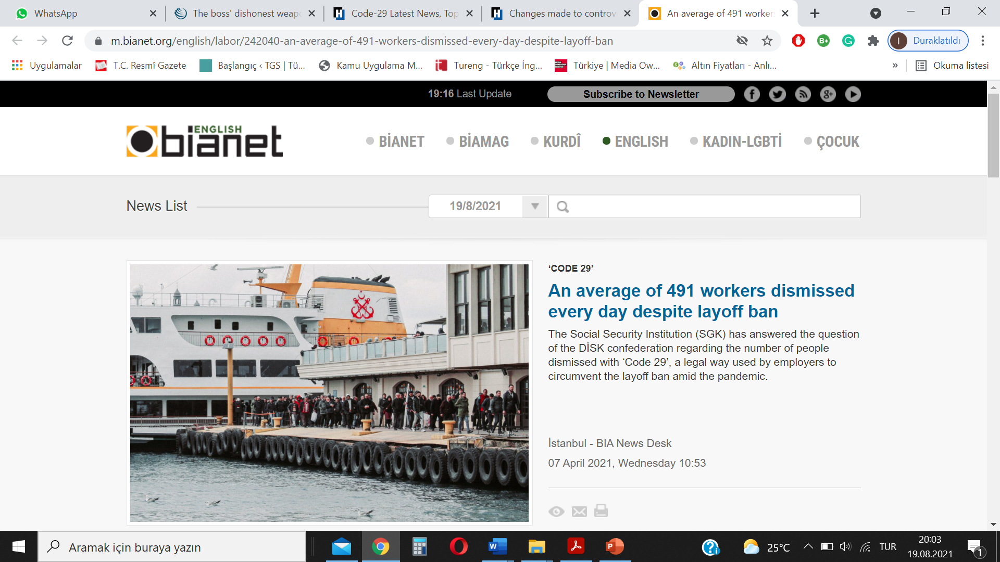 WhatsApp
The boss' dishonest weap
Code-29 Latest News, Top
Changes made to controv
An average of 491 worker
m.bianet.org/english/labor/242040-an-average-of-491-workers-dismissed-every-day-despite-layoff-ban
B+
I
Duraklatıldı
Uygulamalar
T.C. Resmî Gazete
Başlangıç ‹ TGS | Tü...
Kamu Uygulama M...
Tureng - Türkçe İng...
Türkiye | Media Ow...
Altın Fiyatları - Anlı...
»
Okuma listesi
19:16 Last Update
Subscribe to Newsletter
ENGLISH
bianet
BİANET
BİAMAG
KURDÎ
ENGLISH
KADIN-LGBTİ
ÇOCUK
News List
19/8/2021
‘CODE 29’
An average of 491 workers dismissed
every day despite layoff ban
The Social Security Institution (SGK) has answered the question
of the DİSK confederation regarding the number of people
dismissed with ‘Code 29’, a legal way used by employers to
circumvent the layoff ban amid the pandemic.
İstanbul - BIA News Desk
07 April 2021, Wednesday 10:53
Aramak için buraya yazın
25°C
TUR
20:03
19.08.2021
1